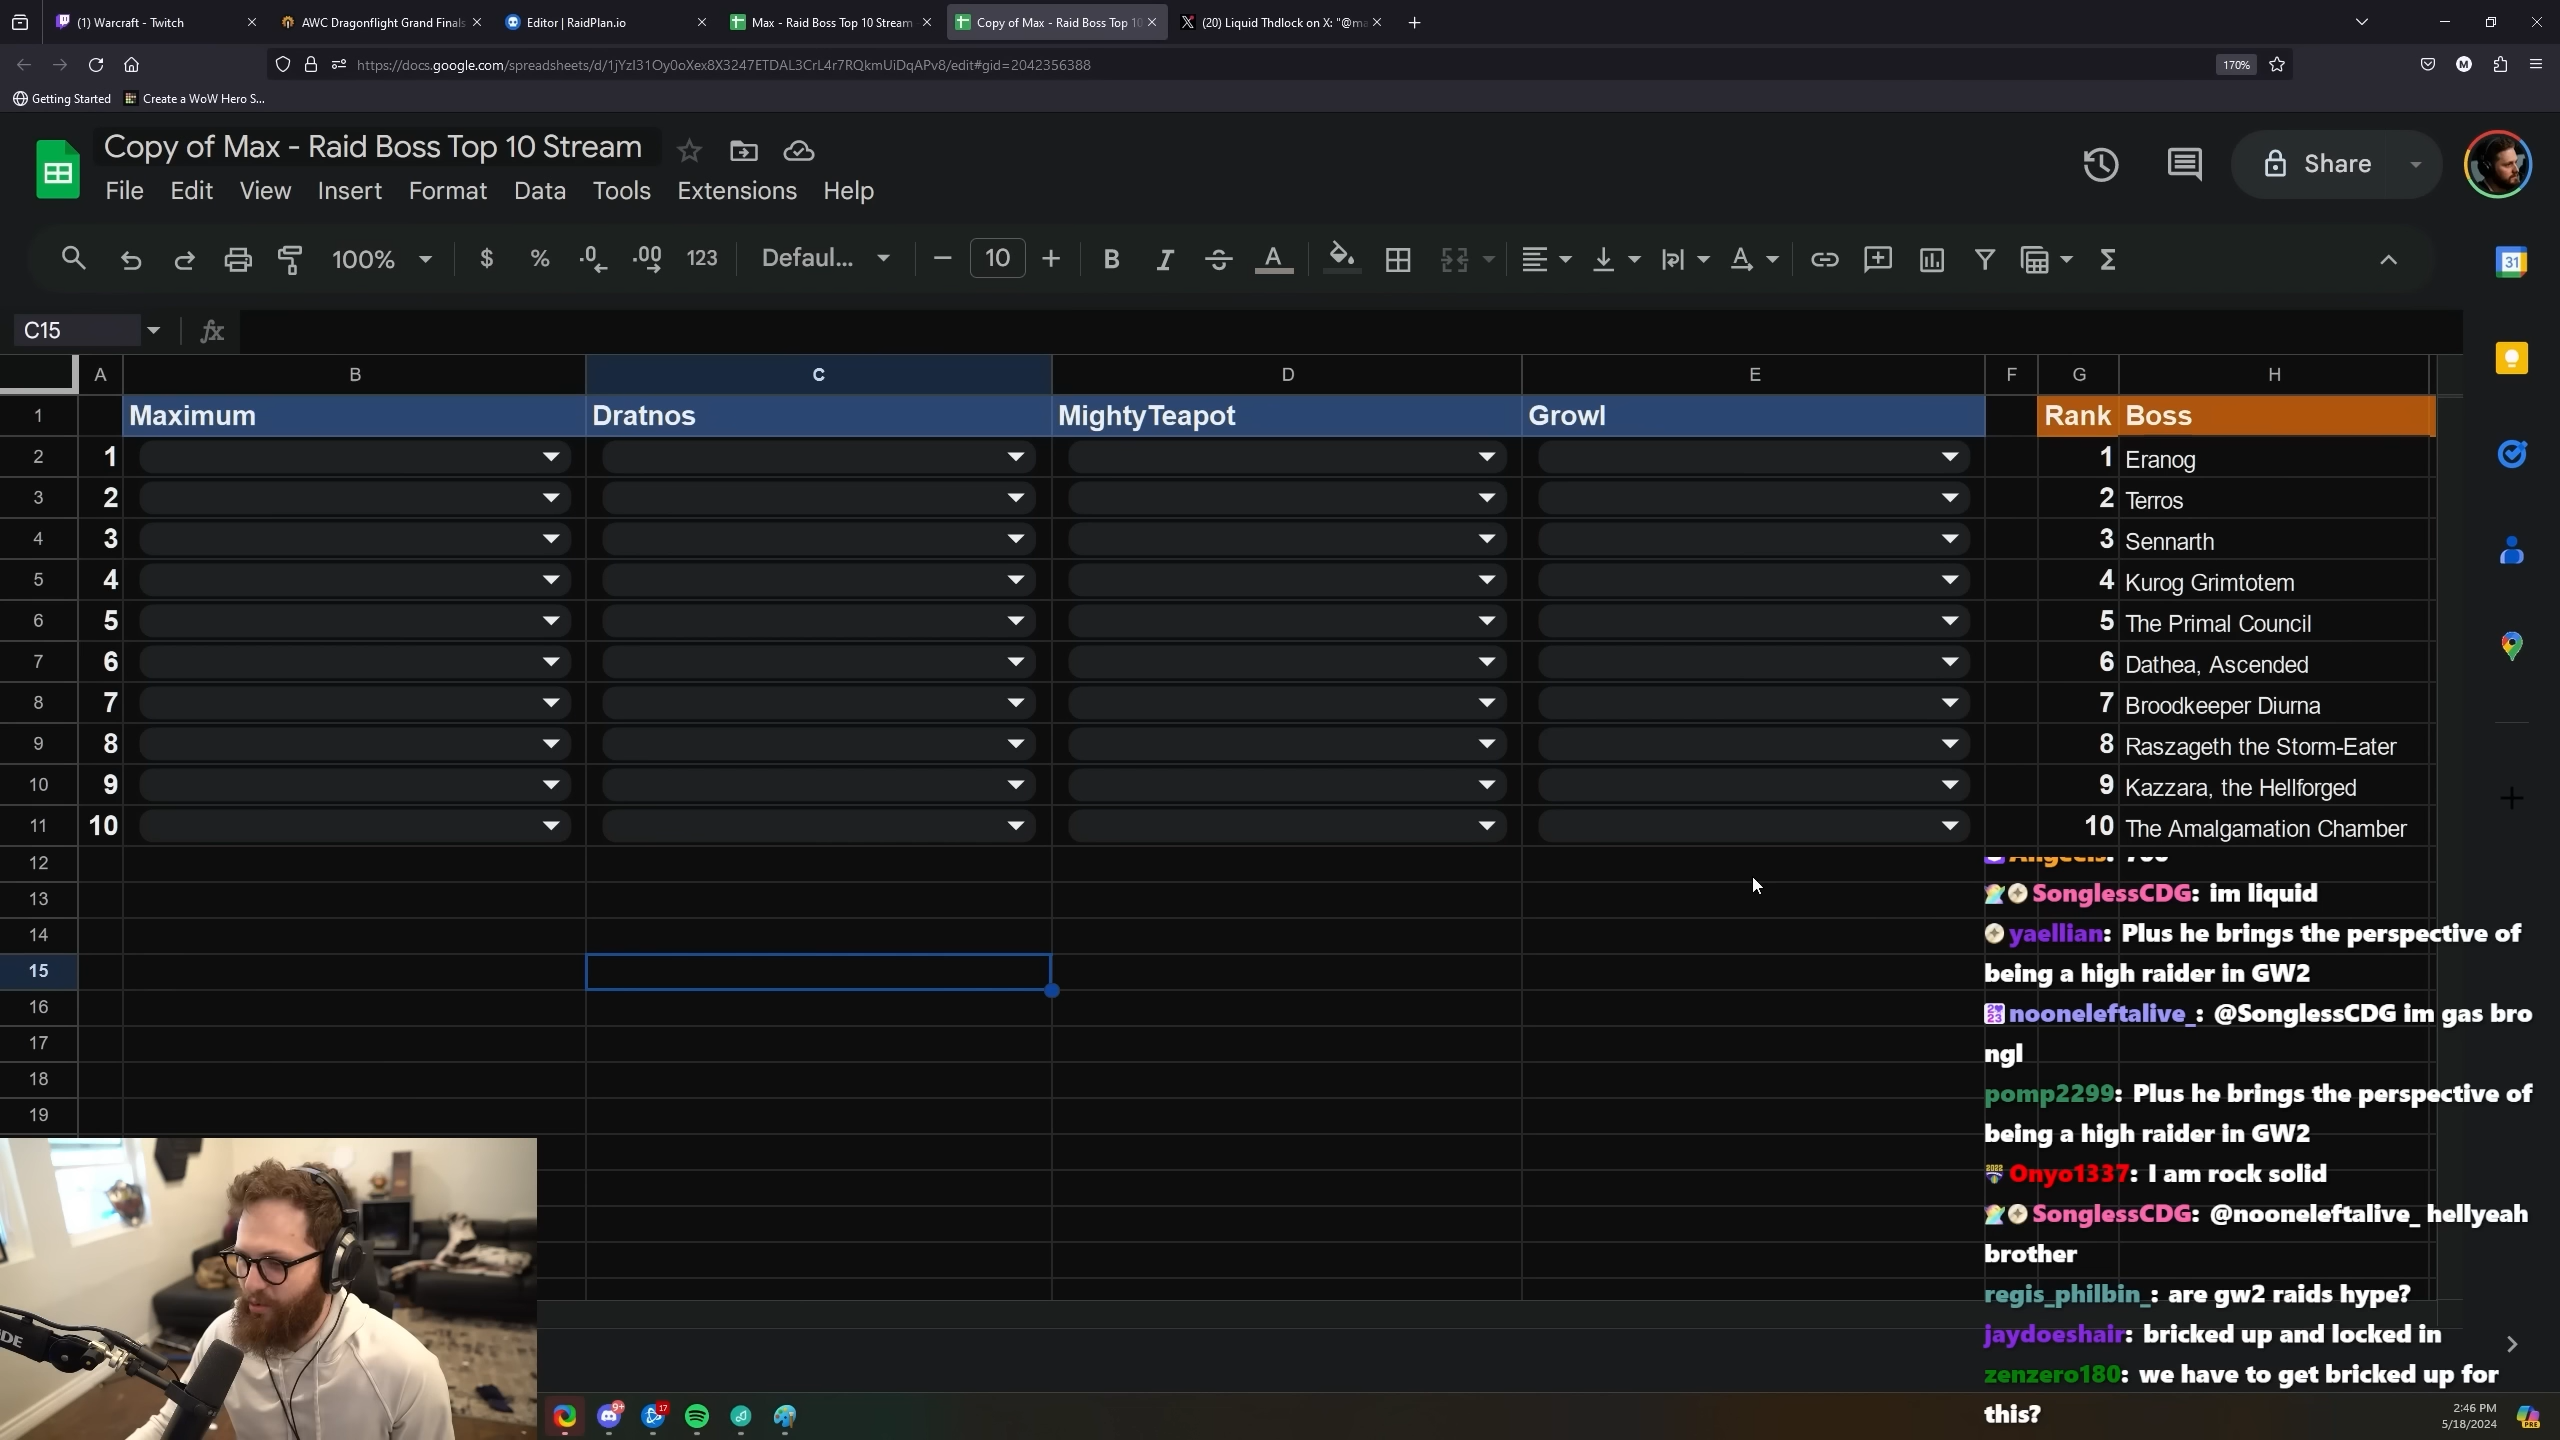 (1) Warcraft - Twitch
AWC Dragonflight Grand Finals
Editor | RaidPlan.io
Max - Raid Boss Top 10 Stream
Copy of Max - Raid Boss Top 10
(20) Liquid Thdlock on X: "@ma
https://docs.google.com/spreadsheets/d/1jYzI31Oy0oXex8X3247ETDAL3CrL4r7RQkmUiDqAPv8/edit#gid=2042356388
170%
M
Getting Started
Create a WoW Hero S...
Copy of Max - Raid Boss Top 10 Stream
Share
File Edit View Insert Format Data Tools Extensions Help
100% $ % .0 .00 123 Defaul... 10 B I S A A Σ
31
C15
fx
A B C D E F G H
1 Maximum Dratnos MightyTeapot Growl Rank Boss
2 1 1 Eranog
3 2 2 Terros
4 3 3 Sennarth
5 4 4 Kurog Grimtotem
6 5 5 The Primal Council
7 6 6 Dathea, Ascended
8 7 7 Broodkeeper Diurna
9 8 8 Raszageth the Storm-Eater
10 9 9 Kazzara, the Hellforged
11 10 10 The Amalgamation Chamber
12
13
14
15
16
17
18
19
SonglessCDG: im liquid
yaellian: Plus he brings the perspective of
being a high raider in GW2
nooneleftalive_: @SonglessCDG im gas bro
ngl
pomp2299: Plus he brings the perspective of
being a high raider in GW2
Onyo1337: I am rock solid
SonglessCDG: @nooneleftalive_ hellyeah
brother
regis_philbin_: are gw2 raids hype?
jaydoeshair: bricked up and locked in
zenzero180: we have to get bricked up for
this?
9+
17
2:46 PM
5/18/2024
PRE